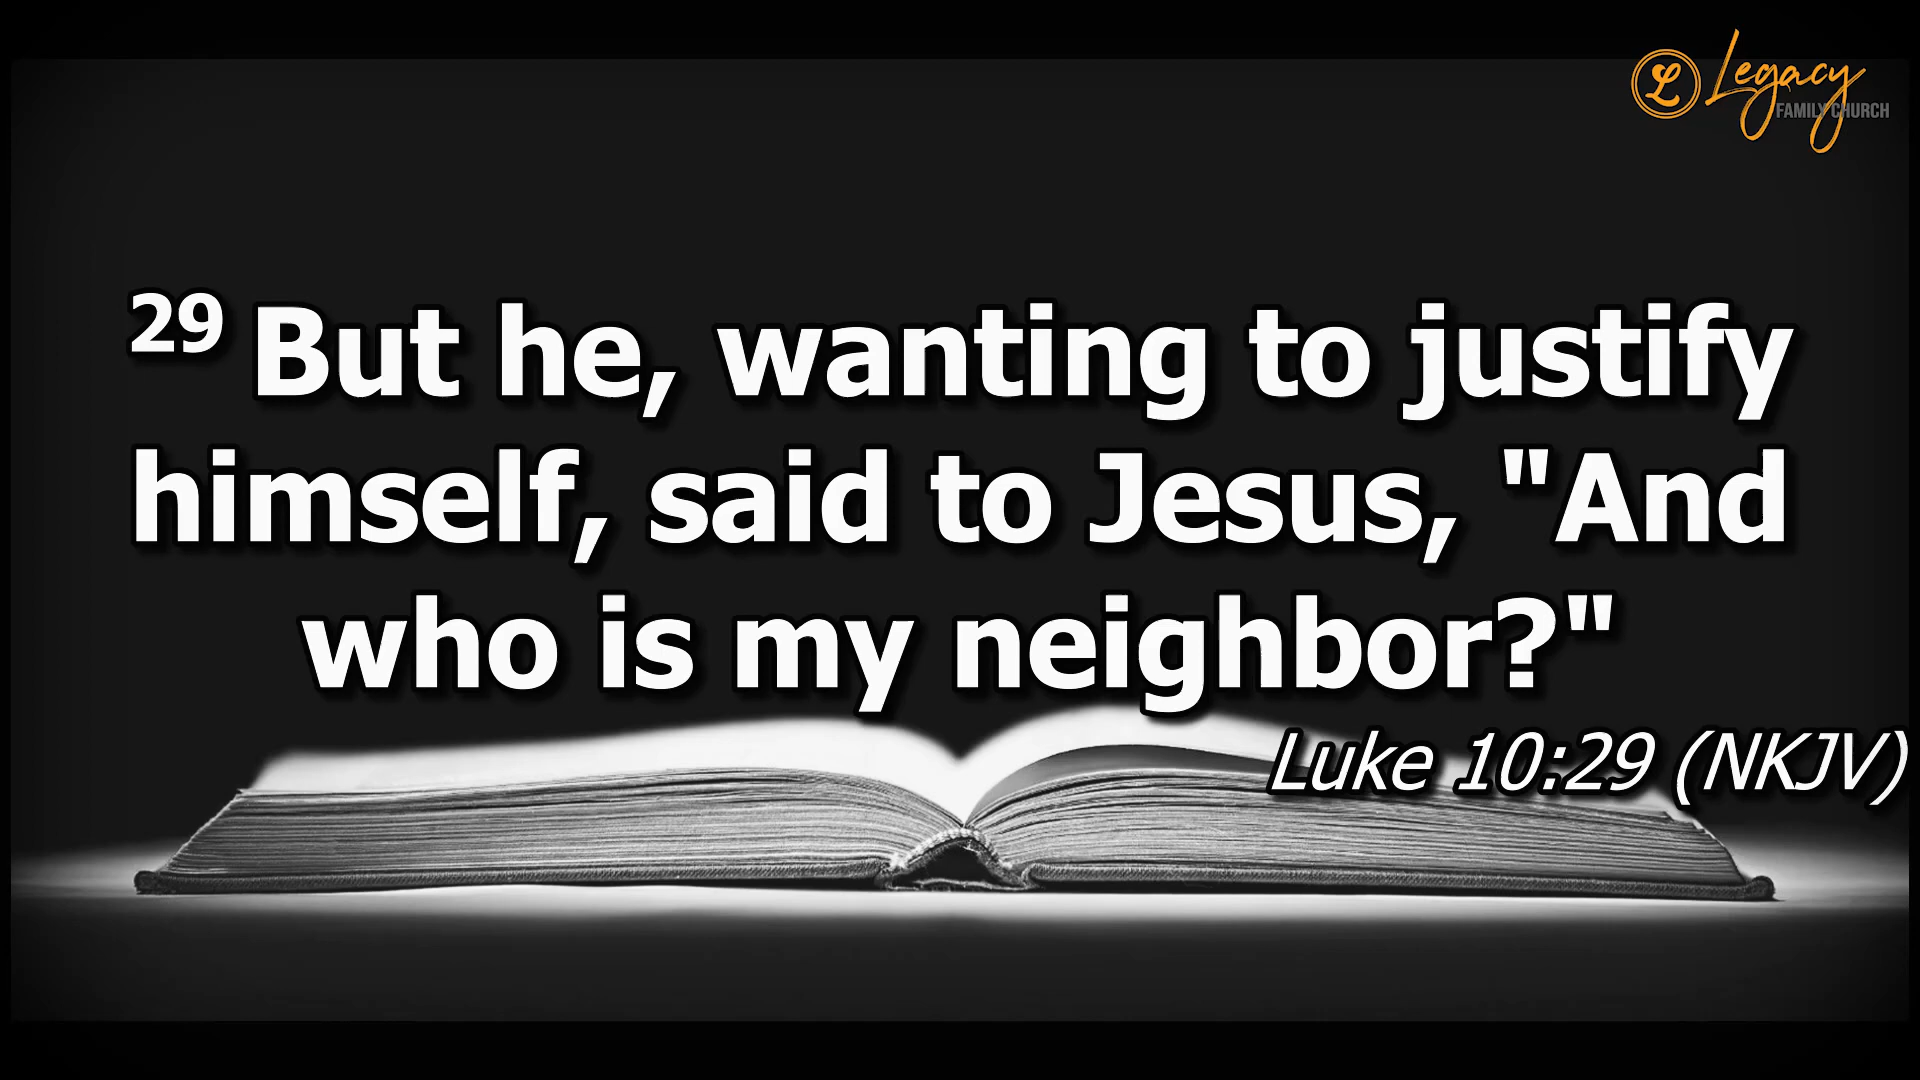 L Legacy
FAMILY CHURCH
29 But he, wanting to justify
himself, said to Jesus, "And
who is my neighbor?"
Luke 10:29 (NKJV)